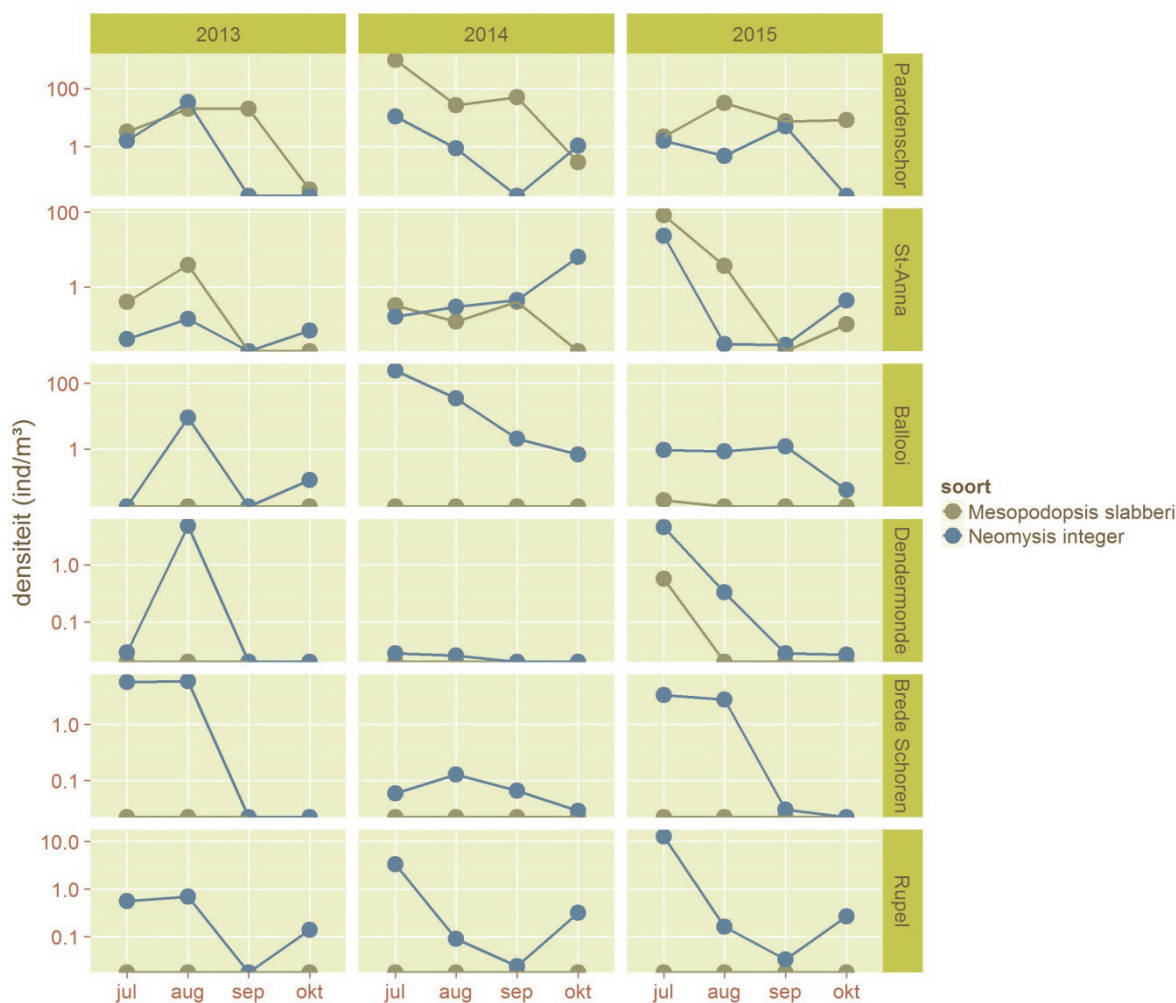 2013 2014 2015
100
1
Paardenschor
100
1
St-Anna
100
1
Ballooi
1.0
0.1
Dendermonde
1.0
0.1
Brede Schoren
10.0
1.0
0.1
Rupel
jul aug sep okt jul aug sep okt jul aug sep okt
densiteit (ind/m³)
soort
Mesopodopsis slabberi
Neomysis integer